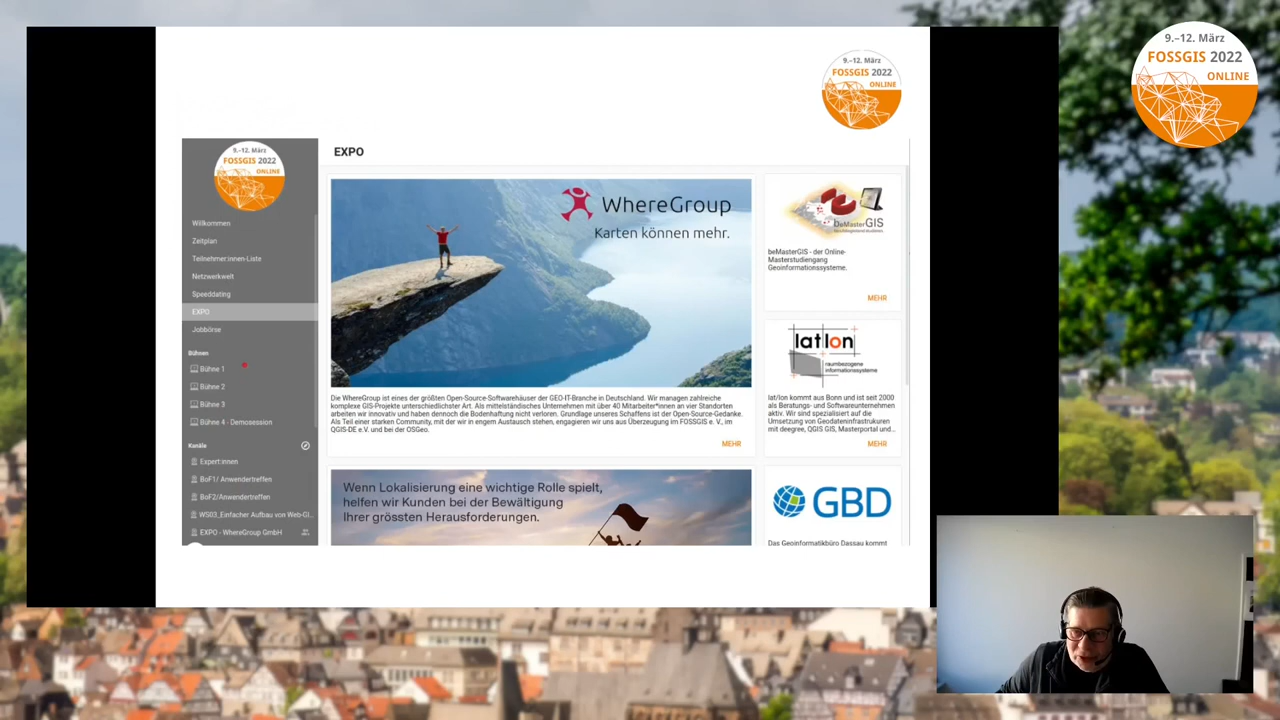 9.–12. März
FOSSGIS 2022
ONLINE
9.–12. März
FOSSGIS 2022
ONLINE
9.–12. März
FOSSGIS 2022
ONLINE
Willkommen
Zeitplan
Teilnehmer:innen-Liste
Netzwerkwelt
Speeddating
EXPO
Jobbörse
Bühnen
Bühne 1
Bühne 2
Bühne 3
Bühne 4 - Demosession
Kanäle
Expert:innen
BoF1/ Anwendertreffen
BoF2/Anwendertreffen
WS03_Einfacher Aufbau von Web-GI...
EXPO - WhereGroup GmbH
EXPO
WhereGroup
Karten können mehr.
Die WhereGroup ist eines der größten Open-Source-Softwarehäuser der GEO-IT-Branche in Deutschland. Wir managen zahlreiche
komplexe GIS-Projekte unterschiedlichster Art. Als mittelständisches Unternehmen mit über 40 Mitarbeiter*innen an vier Standorten
arbeiten wir innovativ und haben dennoch die Bodenhaftung nicht verloren. Grundlage unseres Schaffens ist der Open-Source-Gedanke.
Als Teil einer starken Community, mit der wir in engem Austausch stehen, engagieren wir uns aus Überzeugung im FOSSGIS e. V., im
QGIS-DE e.V. und bei der OSGeo.
MEHR
Wenn Lokalisierung eine wichtige Rolle spielt,
helfen wir Kunden bei der Bewältigung
Ihrer grössten Herausforderungen.
beMasterGIS
beMasterGIS - der Online-
Masterstudiengang
Geoinformationssysteme.
MEHR
lat/lon
raumbezogene
informationssysteme
lat/lon kommt aus Bonn und ist seit 2000
als Beratungs- und Softwareunternehmen
aktiv. Wir sind spezialisiert auf die
Umsetzung von Geodateninfrastrukuren
mit deegree, QGIS GIS, Masterportal und...
MEHR
GBD
Das Geoinformatikbüro Dassau kommt